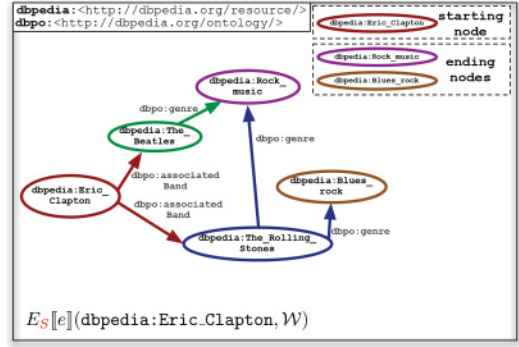 dbpedia:<http://dbpedia.org/resource/>
dbpo:<http://dbpedia.org/ontology/>
dbpedia:Eric_Clapton
starting
node
dbpedia:Rock_music
dbpedia:Blues_rock
ending
nodes
dbpedia:Rock_
music
dbpo:genre
dbpedia:The_
Beatles
dbpo:genre
dbpo:associated
Band
dbpedia:Eric_
Clapton
dbpo:associated
Band
dbpedia:Blues_
rock
dbpo:genre
dbpedia:The_Rolling_
Stones
E_S⟦e⟧(dbpedia:Eric_Clapton, 𝒲)